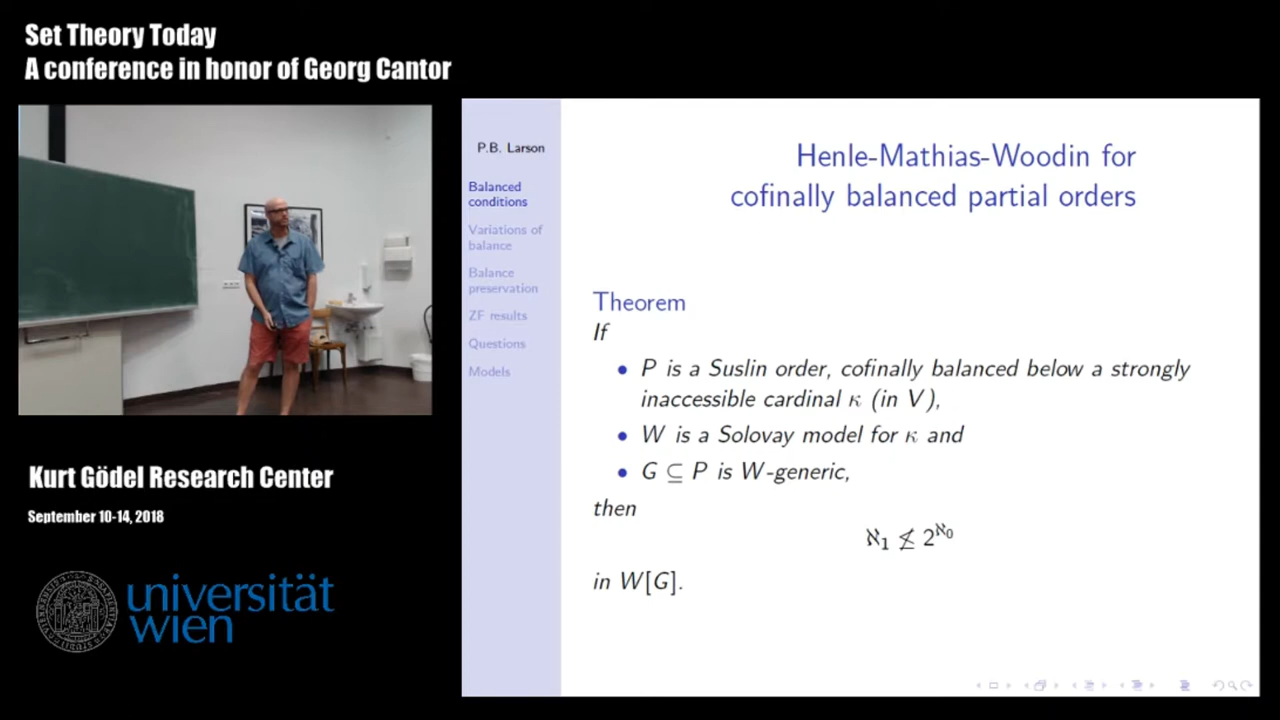 Set Theory Today
A conference in honor of Georg Cantor
P.B. Larson
Balanced
conditions
Variations of
balance
Balance
preservation
ZF results
Questions
Models
Henle-Mathias-Woodin for
cofinally balanced partial orders
Theorem
If
• P is a Suslin order, cofinally balanced below a strongly
inaccessible cardinal κ (in V),
• W is a Solovay model for κ and
• G ⊆ P is W-generic,
then
ℵ₁ ≰ 2^ℵ₀
in W[G].
Kurt Gödel Research Center
September 10-14, 2018
universität
wien